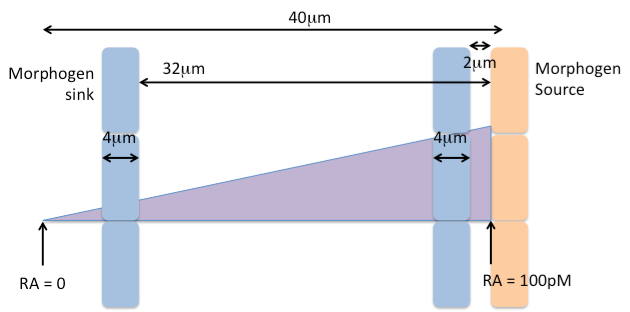 40μm
Morphogen
sink
32μm
2μm
Morphogen
Source
4μm
4μm
RA = 0
RA = 100pM